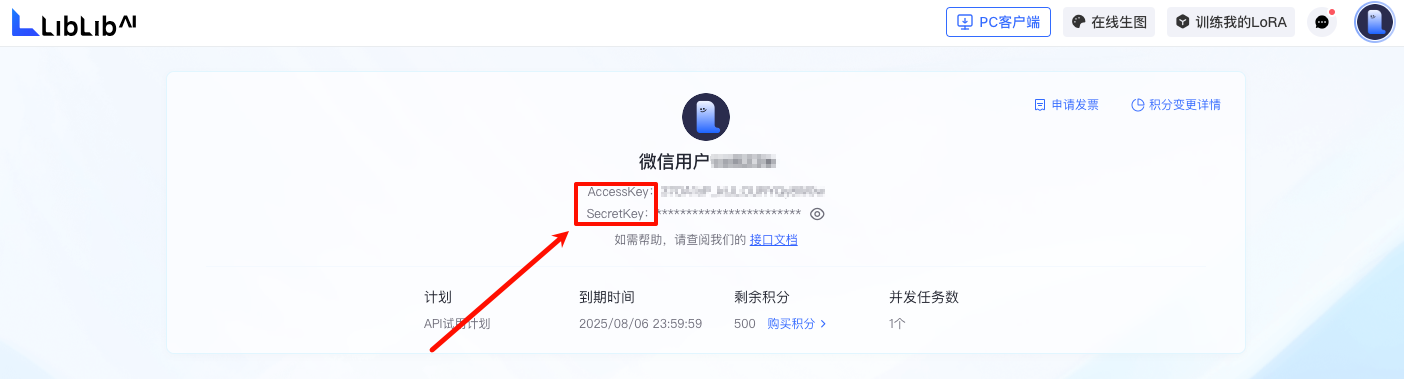 LibLib AI
PC客户端
在线生图
训练我的LoRA
申请发票
积分变更详情
微信用户
AccessKey:
SecretKey: ************************
如需帮助，请查阅我们的 接口文档
计划 到期时间 剩余积分 并发任务数
API试用计划 2025/08/06 23:59:59 500 购买积分 1个